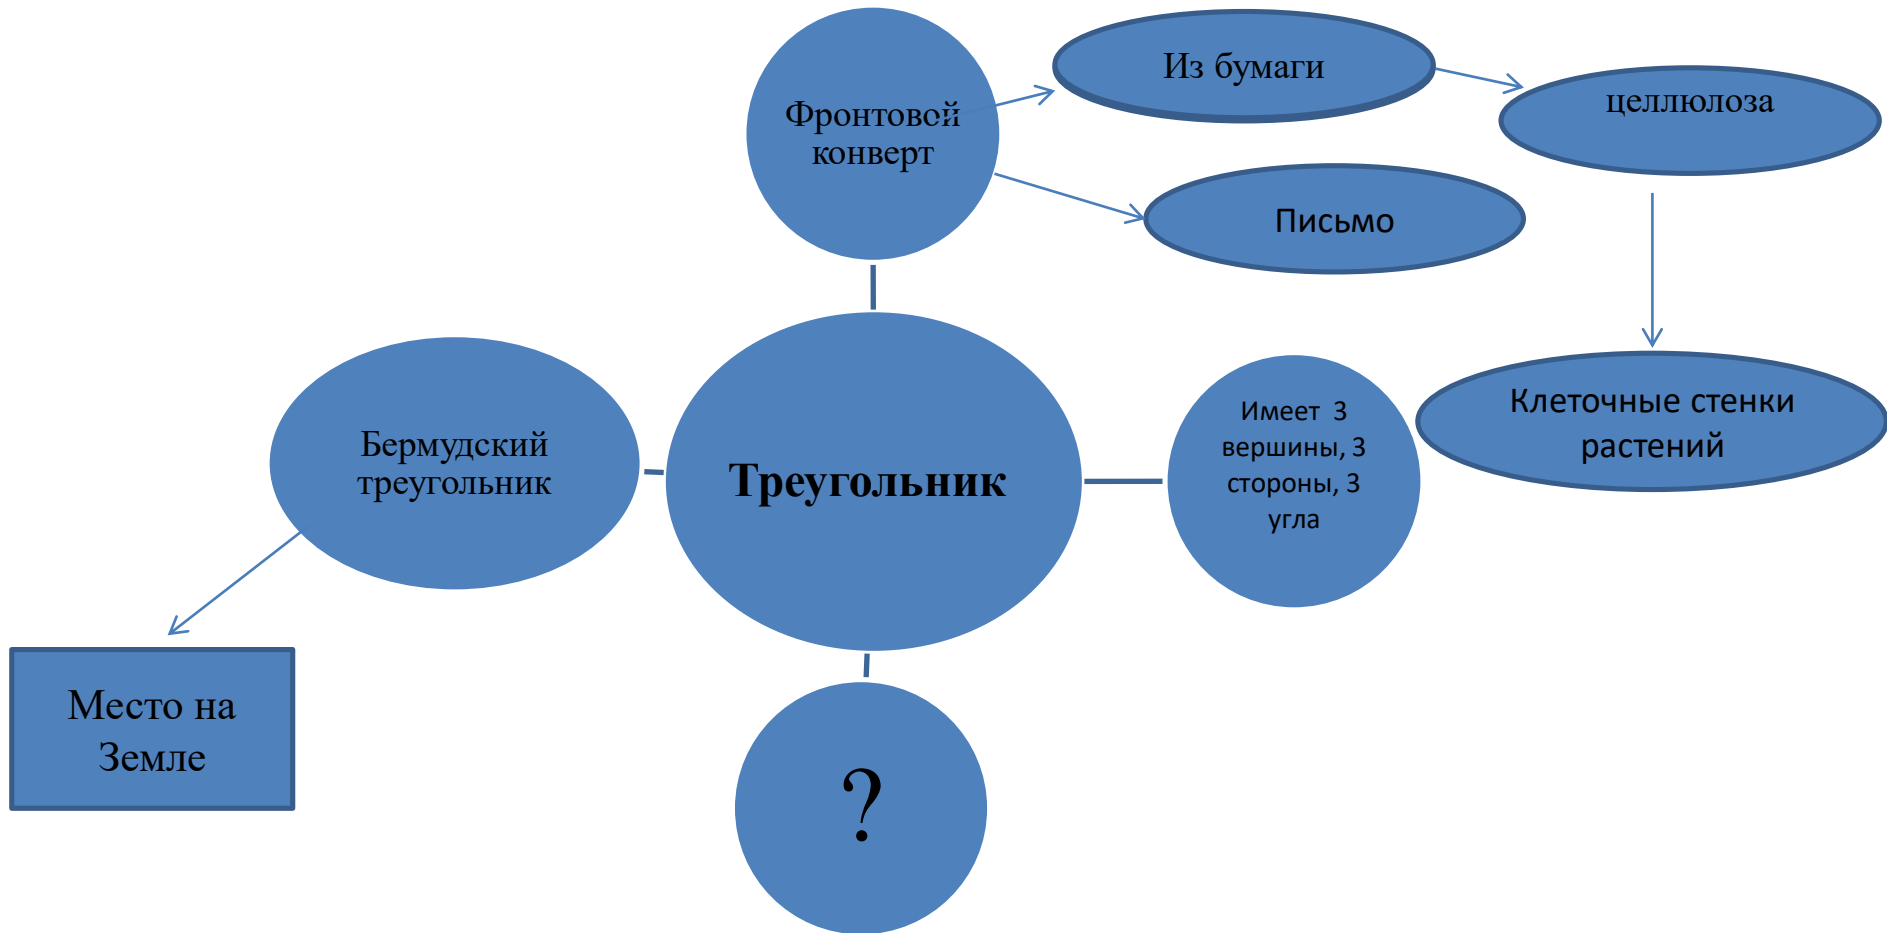 Из бумаги
целлюлоза
Фронтовой
конверт
Письмо
Клеточные стенки
растений
Имеет 3
вершины, 3
стороны, 3
угла
Бермудский
треугольник
Треугольник
Место на
Земле
?